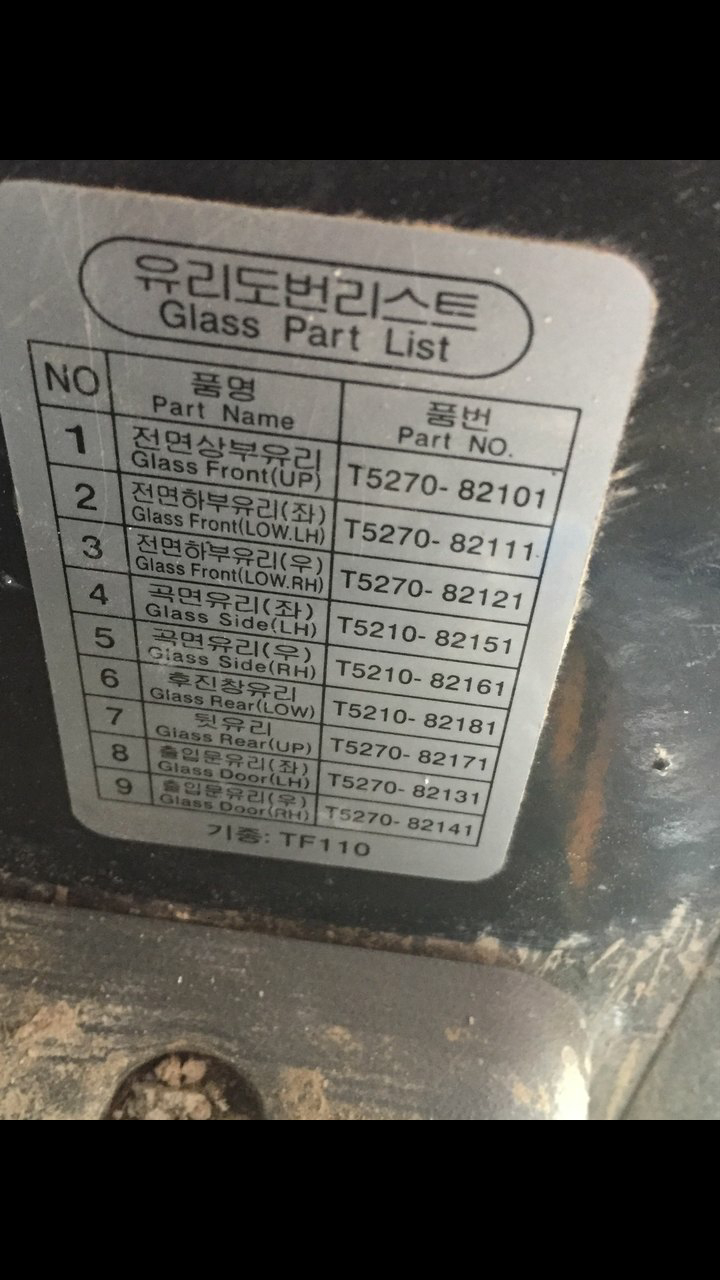 유리도번리스트
Glass Part List
NO 품명 품번
Part Name Part NO.
1 전면상부유리 T5270- 82101
Glass Front(UP)
2 전면하부유리(좌) T5270- 82111
Glass Front(LOW.LH)
3 전면하부유리(우) T5270- 82121
Glass Front(LOW.RH)
4 곡면유리(좌) T5210- 82151
Glass Side(LH)
5 곡면유리(우) T5210- 82161
Glass Side(RH)
6 후진창유리 T5210- 82181
Glass Rear(LOW)
7 뒷유리 T5270- 82171
Glass Rear(UP)
8 출입문유리(좌) T5270- 82131
Glass Door(LH)
9 출입문유리(우) T5270- 82141
Glass Door(RH)
기종: TF110